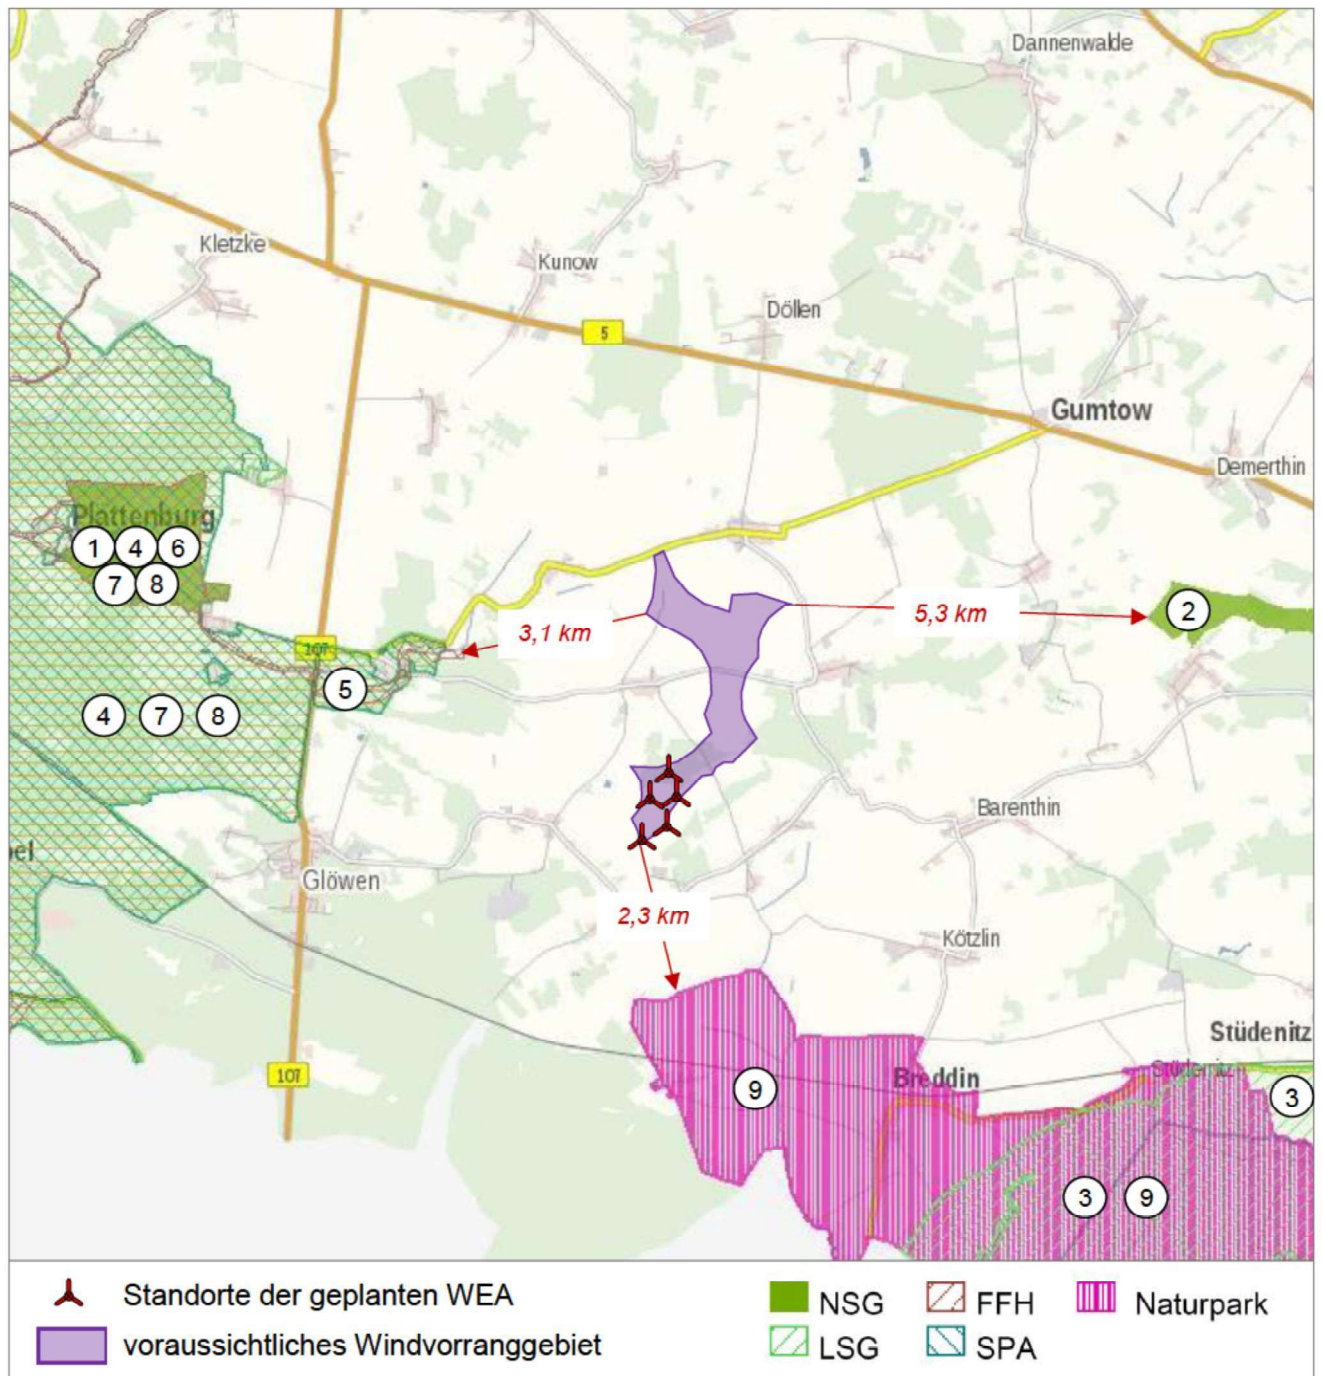 Dannenwalde
Kletzke
Kunow
Döllen
5
Gumtow
Demerthin
Plattenburg
1 4 6
7 8
3,1 km
5,3 km
2
107
5
4 7 8
Barenthin
Glöwen
2,3 km
Kötzlin
Stüdenitz
Stüdenitz
107
Breddin
9
3
3 9
Standorte der geplanten WEA
voraussichtliches Windvorranggebiet
NSG
FFH
Naturpark
LSG
SPA